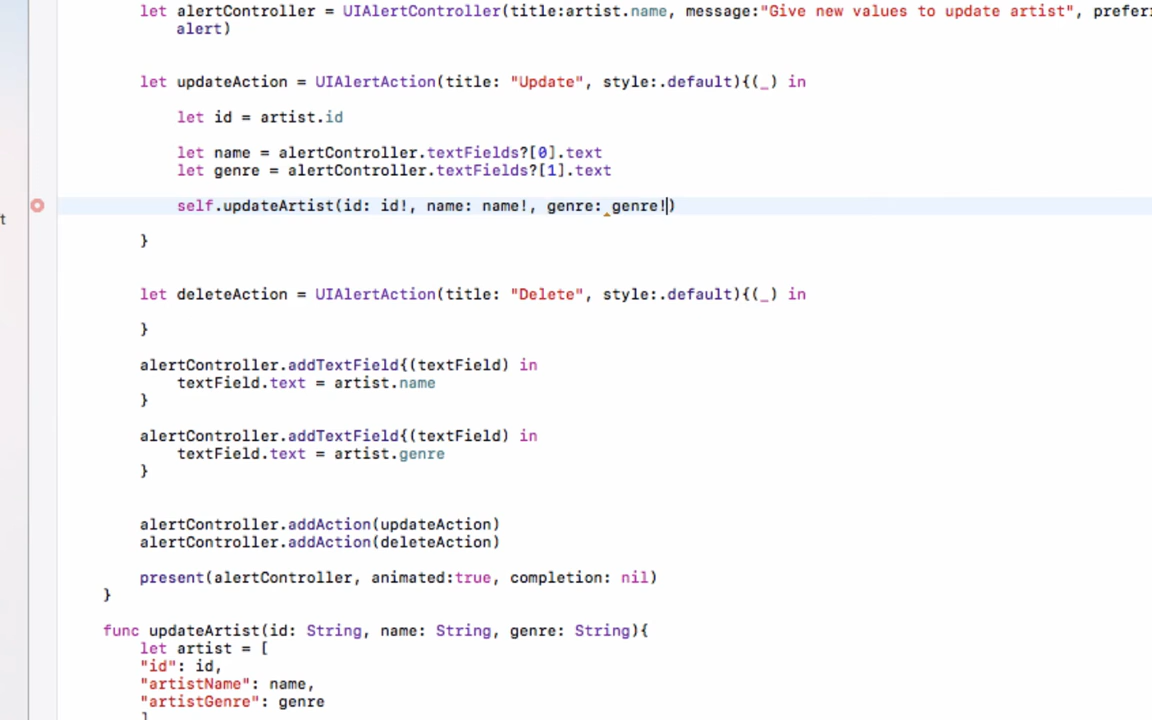 let alertController = UIAlertController(title:artist.name, message:"Give new values to update artist",
alert)
let updateAction = UIAlertAction(title: "Update", style:.default){(_) in
let id = artist.id
let name = alertController.textFields?[0].text
let genre = alertController.textFields?[1].text
t
self.updateArtist(id: id!, name: name!, genre: genre!)
}
let deleteAction = UIAlertAction(title: "Delete", style:.default){(_) in
}
alertController.addTextField{(textField) in
textField.text = artist.name
}
alertController.addTextField{(textField) in
textField.text = artist.genre
}
alertController.addAction(updateAction)
alertController.addAction(deleteAction)
present(alertController, animated:true, completion: nil)
}
func updateArtist(id: String, name: String, genre: String){
let artist = [
"id": id,
"artistName": name,
"artistGenre": genre
]